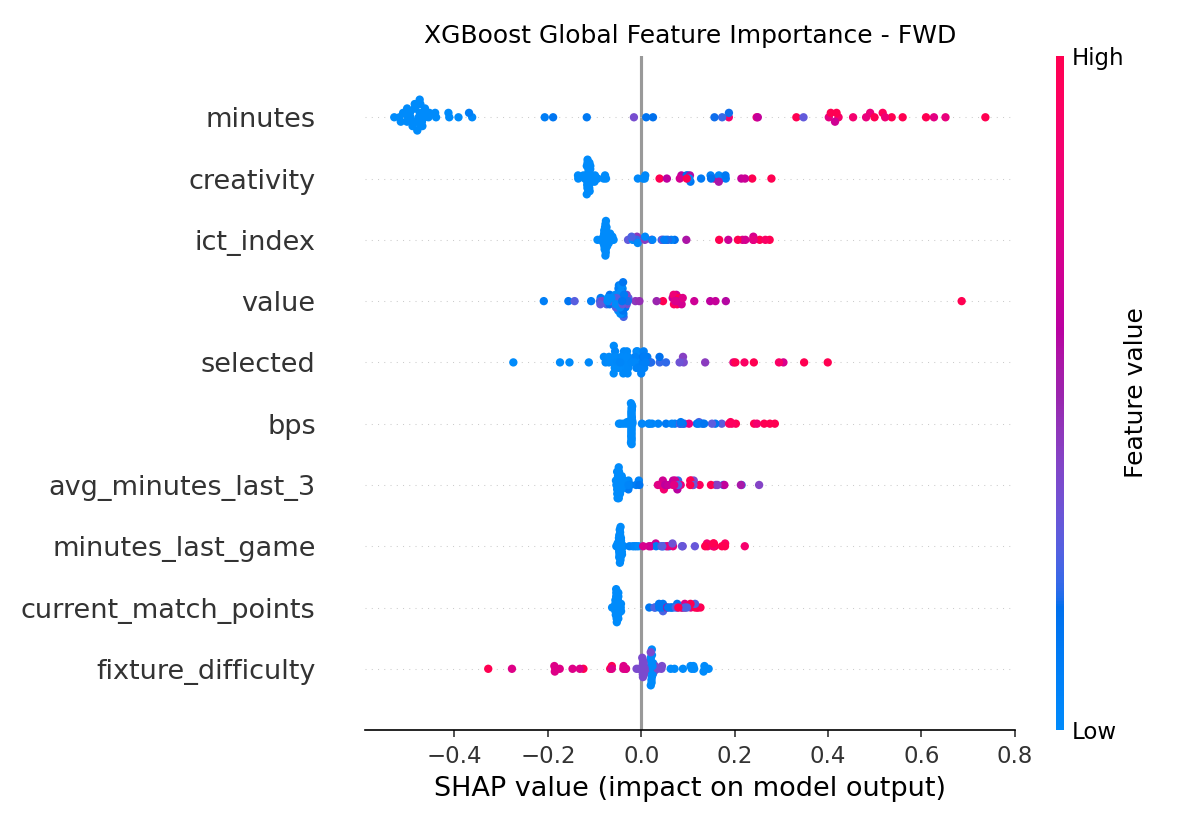 XGBoost Global Feature Importance - FWD
High
minutes
creativity
ict_index
value
selected
bps
avg_minutes_last_3
minutes_last_game
current_match_points
fixture_difficulty
Feature value
Low
−0.4 −0.2 0.0 0.2 0.4 0.6 0.8
SHAP value (impact on model output)